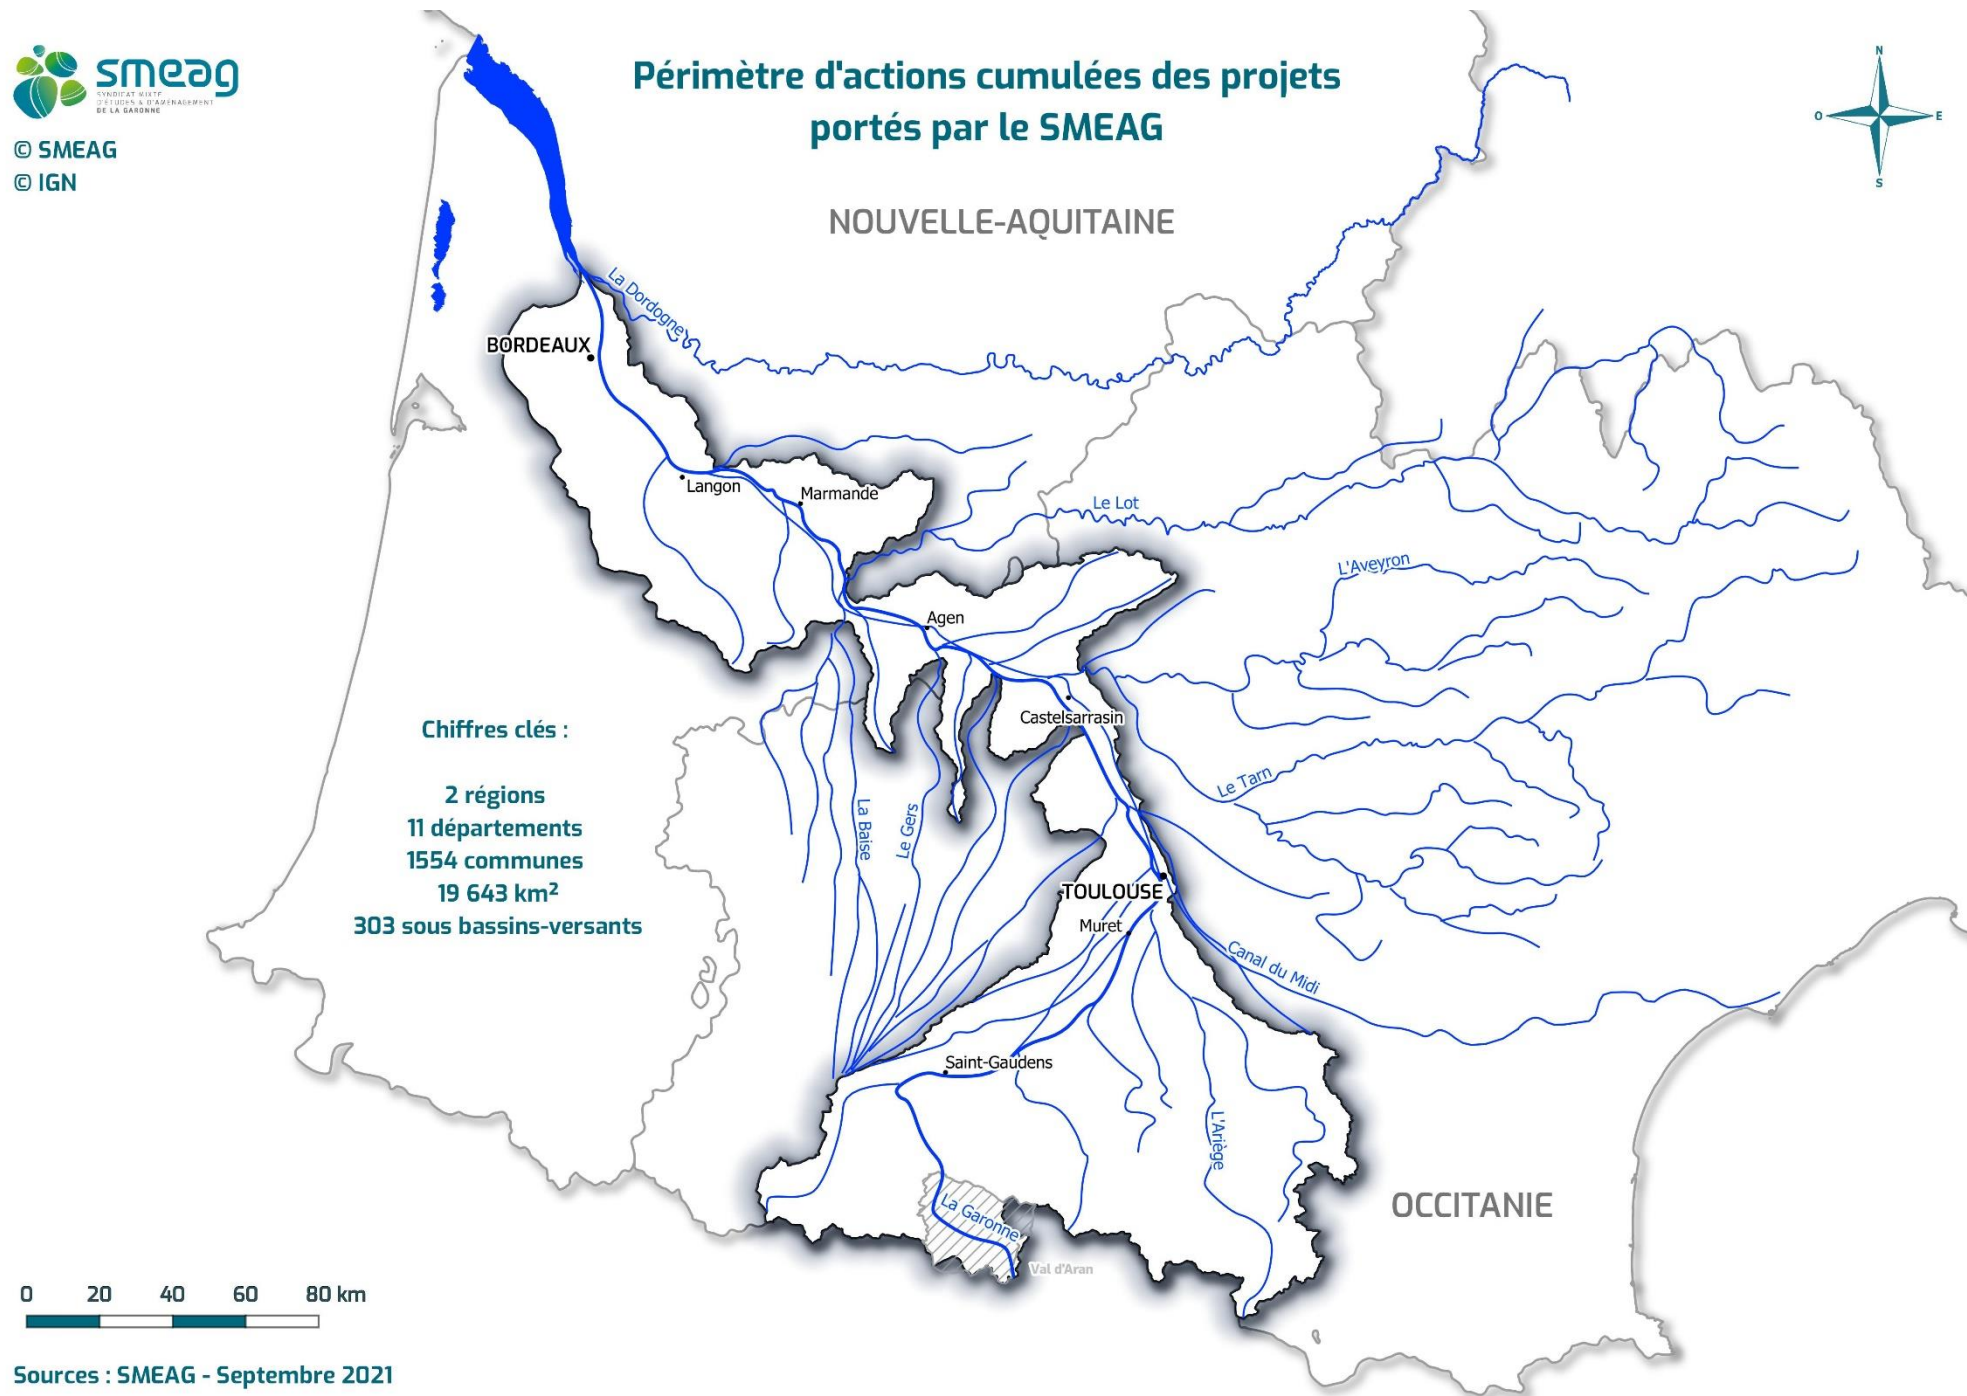 smeag
SYNDICAT MIXTE
D'ÉTUDES & D'AMÉNAGEMENT
DE LA GARONNE
© SMEAG
© IGN
Périmètre d'actions cumulées des projets
portés par le SMEAG
N
O
E
S
NOUVELLE-AQUITAINE
La Dordogne
BORDEAUX
Langon
Marmande
Le Lot
L'Aveyron
Agen
Castelsarrasin
Le Tarn
La Baïse
Le Gers
TOULOUSE
Muret
Canal du Midi
Saint-Gaudens
L'Ariège
La Garonne
Val d'Aran
OCCITANIE
Chiffres clés :
2 régions
11 départements
1554 communes
19 643 km²
303 sous bassins-versants
0 20 40 60 80 km
Sources : SMEAG - Septembre 2021